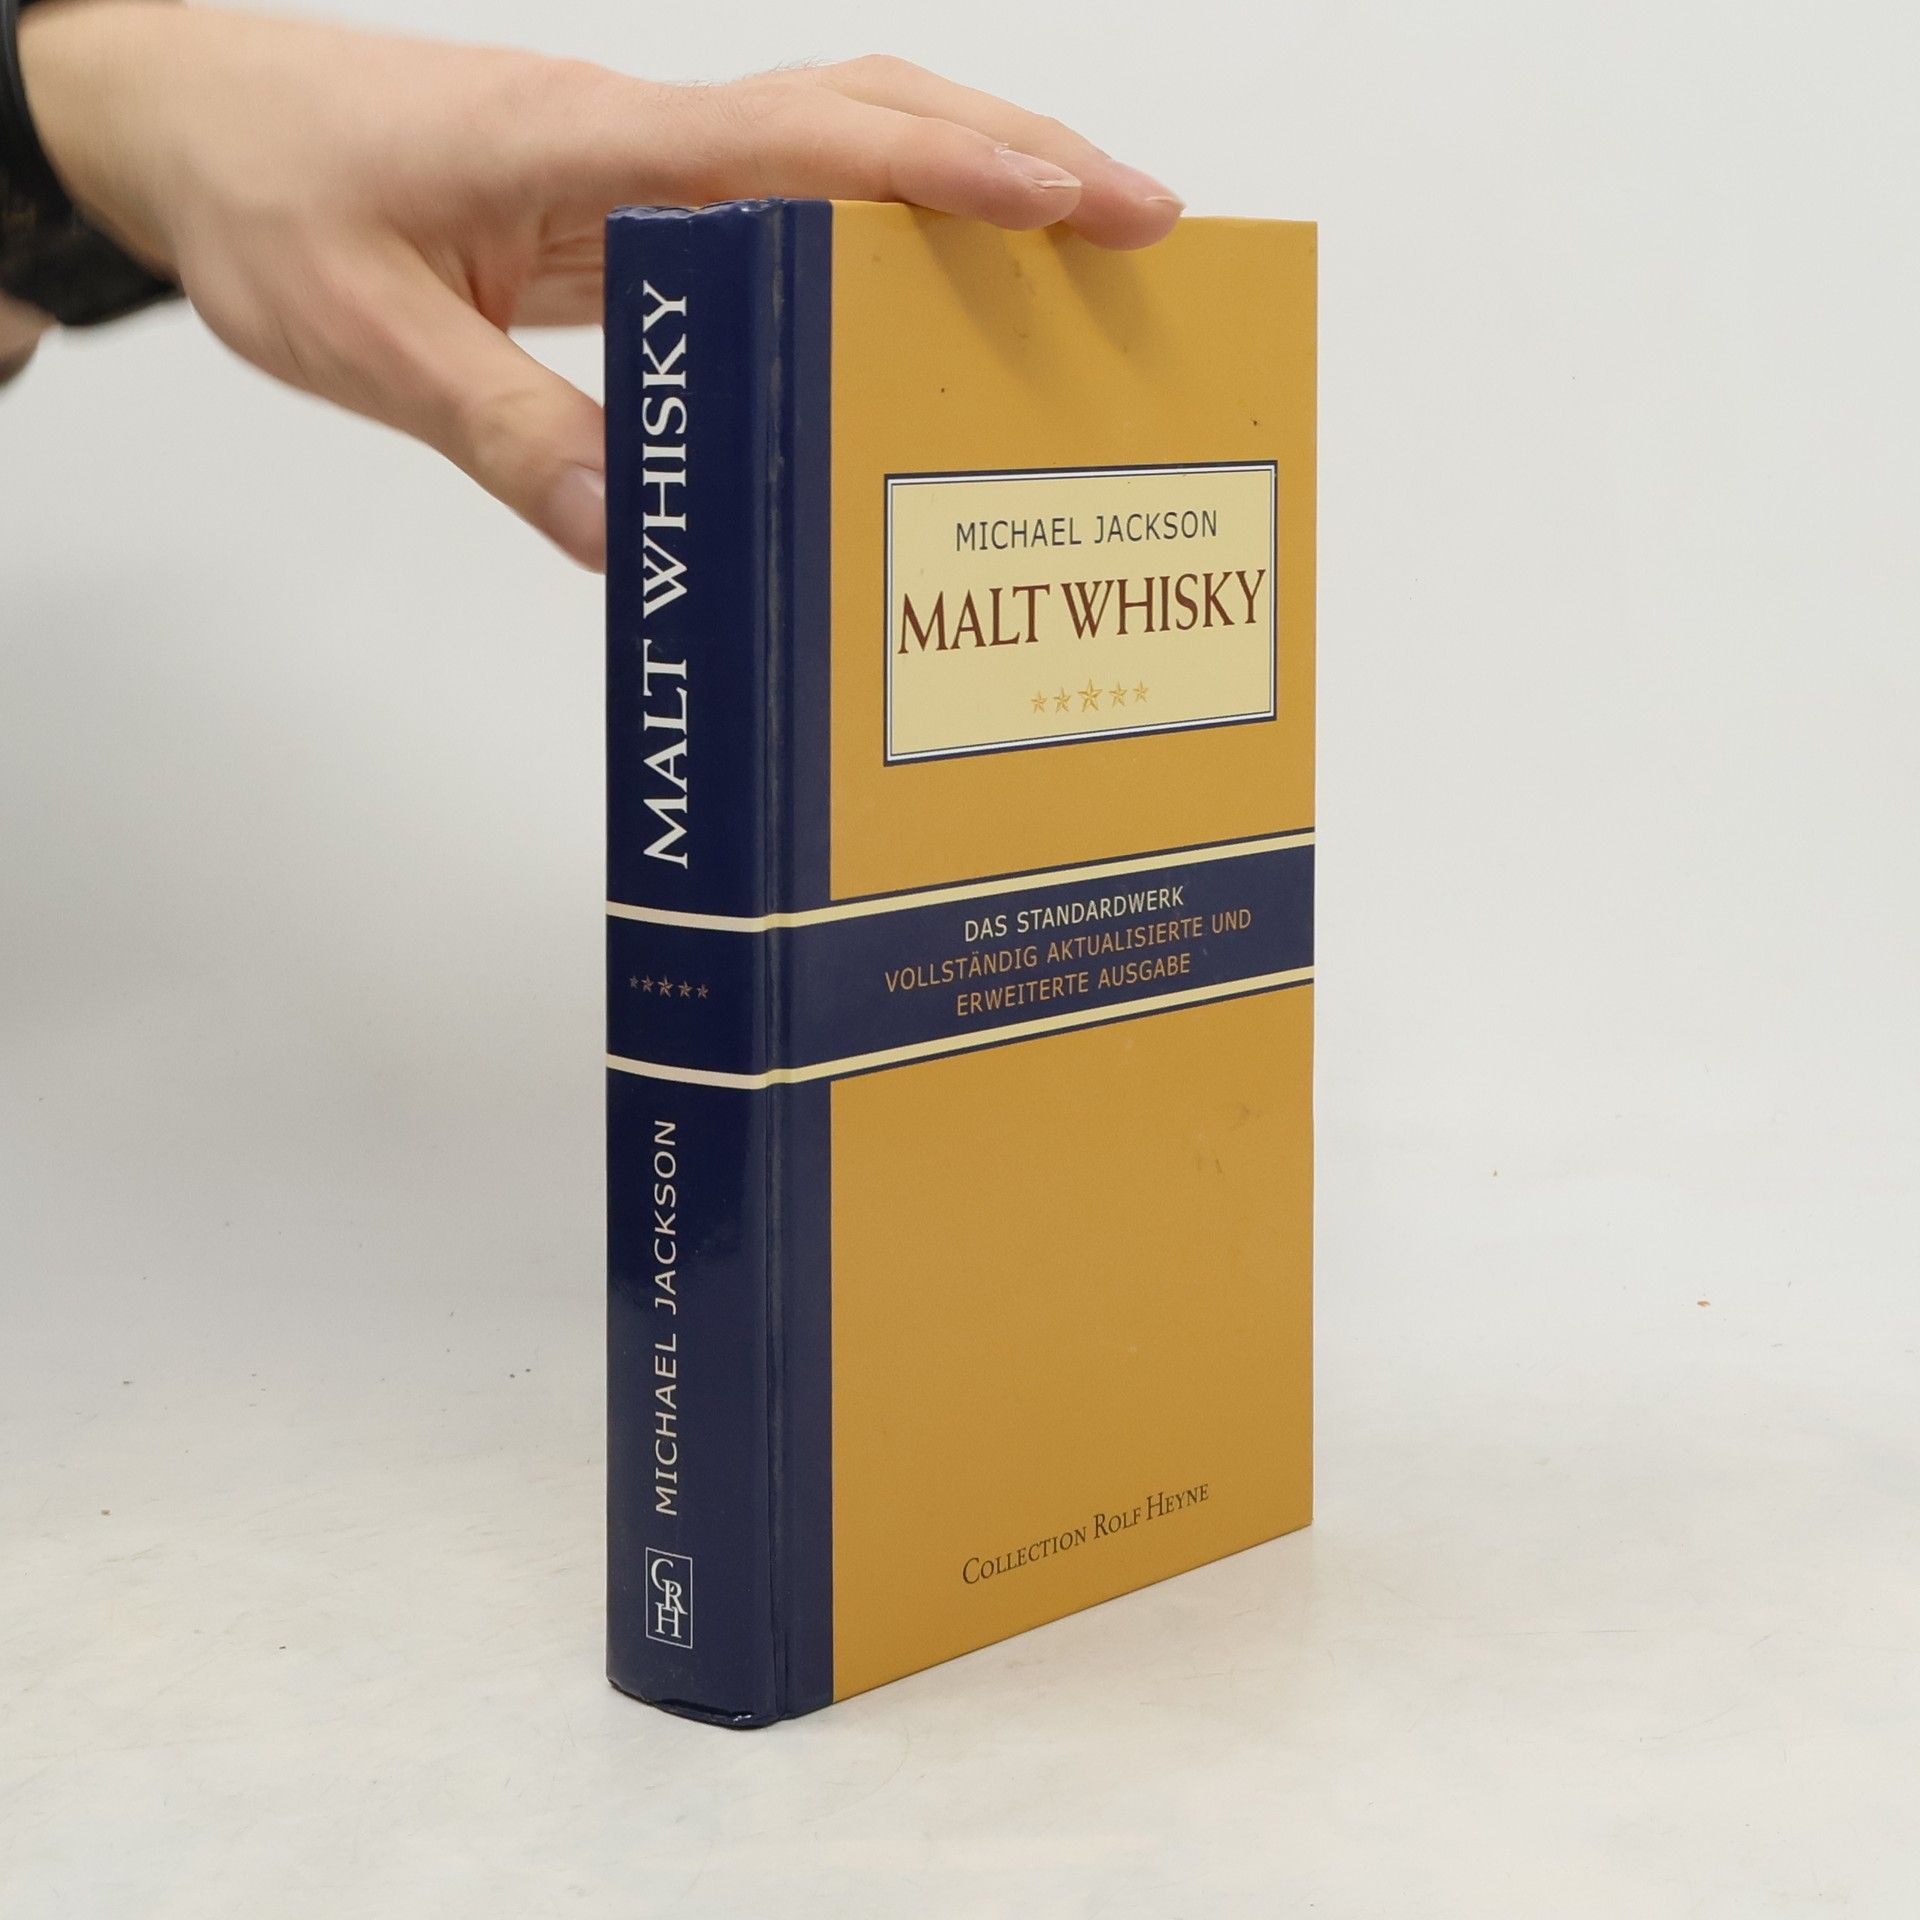 MALT WHISKY
MICHAEL JACKSON
CRH
MICHAEL JACKSON
MALT WHISKY
DAS STANDARDWERK
VOLLSTÄNDIG AKTUALISIERTE UND
ERWEITERTE AUSGABE
COLLECTION ROLF HEYNE